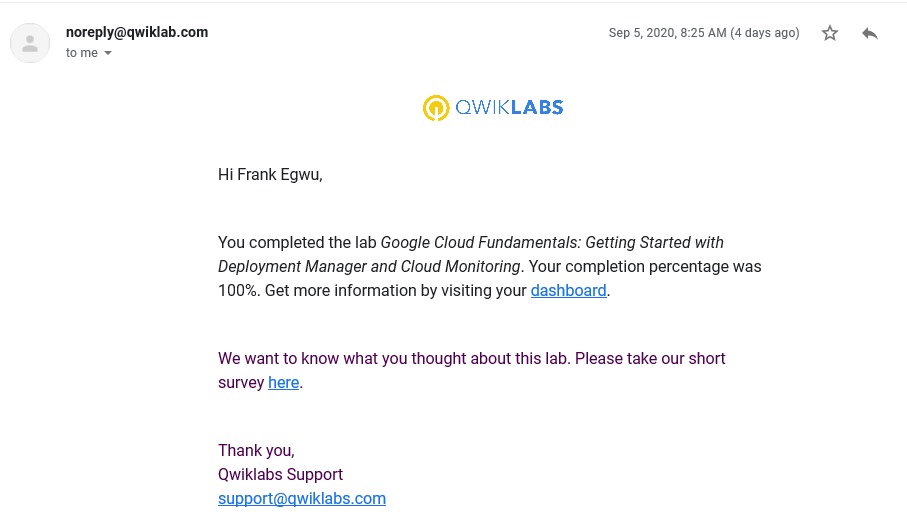 noreply@qwiklab.com
Sep 5, 2020, 8:25 AM (4 days ago)
to me
QWIKLABS
Hi Frank Egwu,
You completed the lab Google Cloud Fundamentals: Getting Started with
Deployment Manager and Cloud Monitoring. Your completion percentage was
100%. Get more information by visiting your dashboard.
We want to know what you thought about this lab. Please take our short
survey here.
Thank you,
Qwiklabs Support
support@qwiklabs.com